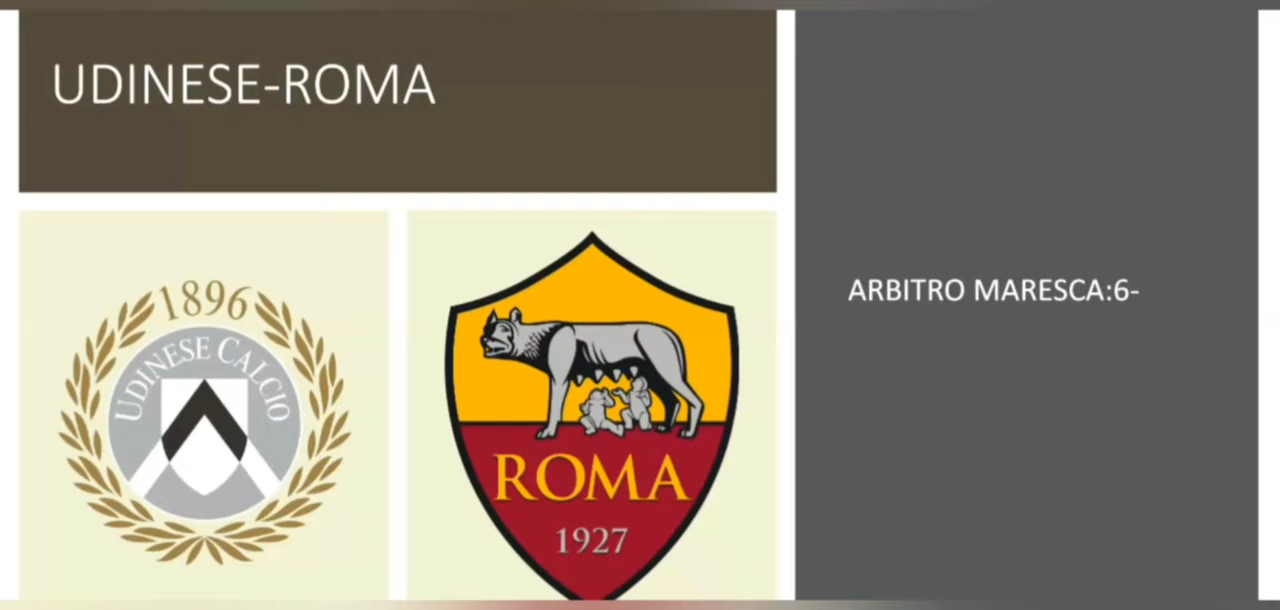 UDINESE-ROMA
ARBITRO MARESCA:6-
1896
UDINESE CALCIO
ROMA
1927